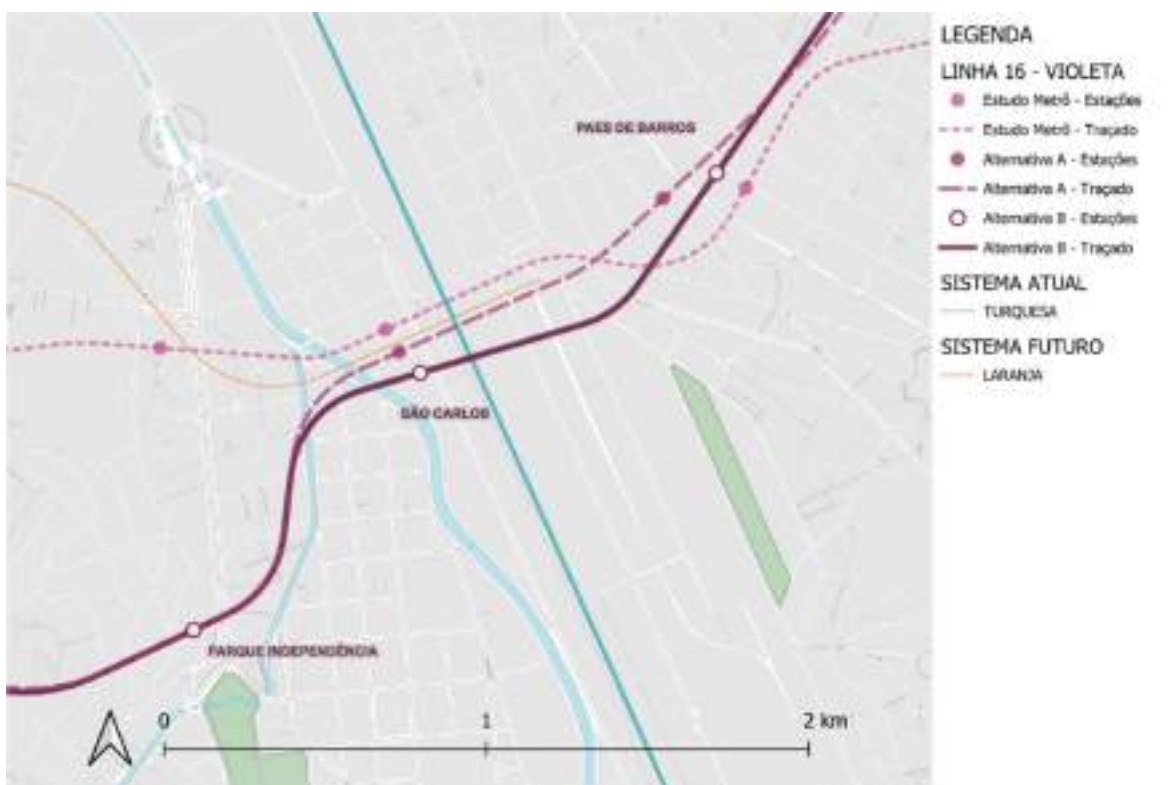 PAES DE BARROS
SÃO CARLOS
PARQUE INDEPENDÊNCIA
0 1 2 km
LEGENDA
LINHA 16 - VIOLETA
Estudo Metrô - Estações
Estudo Metrô - Traçado
Alternativa A - Estações
Alternativa A - Traçado
Alternativa B - Estações
Alternativa B - Traçado
SISTEMA ATUAL
TURQUESA
SISTEMA FUTURO
LARANJA